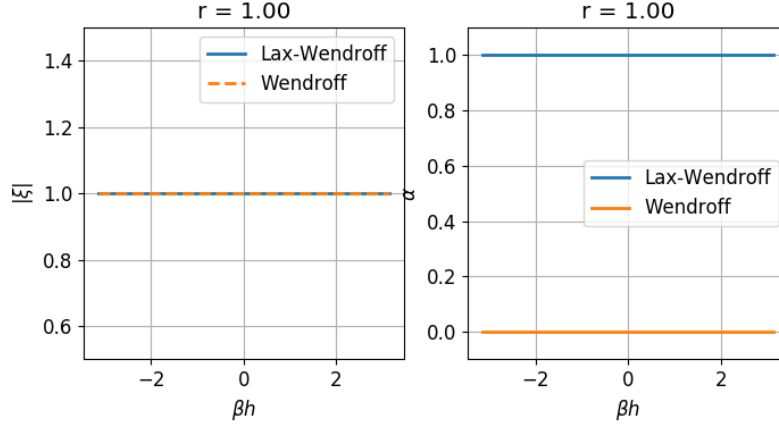 r = 1.00
|ξ|
1.4
1.2
1.0
0.8
0.6
Lax-Wendroff
Wendroff
−2
0
2
βh
r = 1.00
α
1.0
0.8
0.6
0.4
0.2
0.0
Lax-Wendroff
Wendroff
−2
0
2
βh